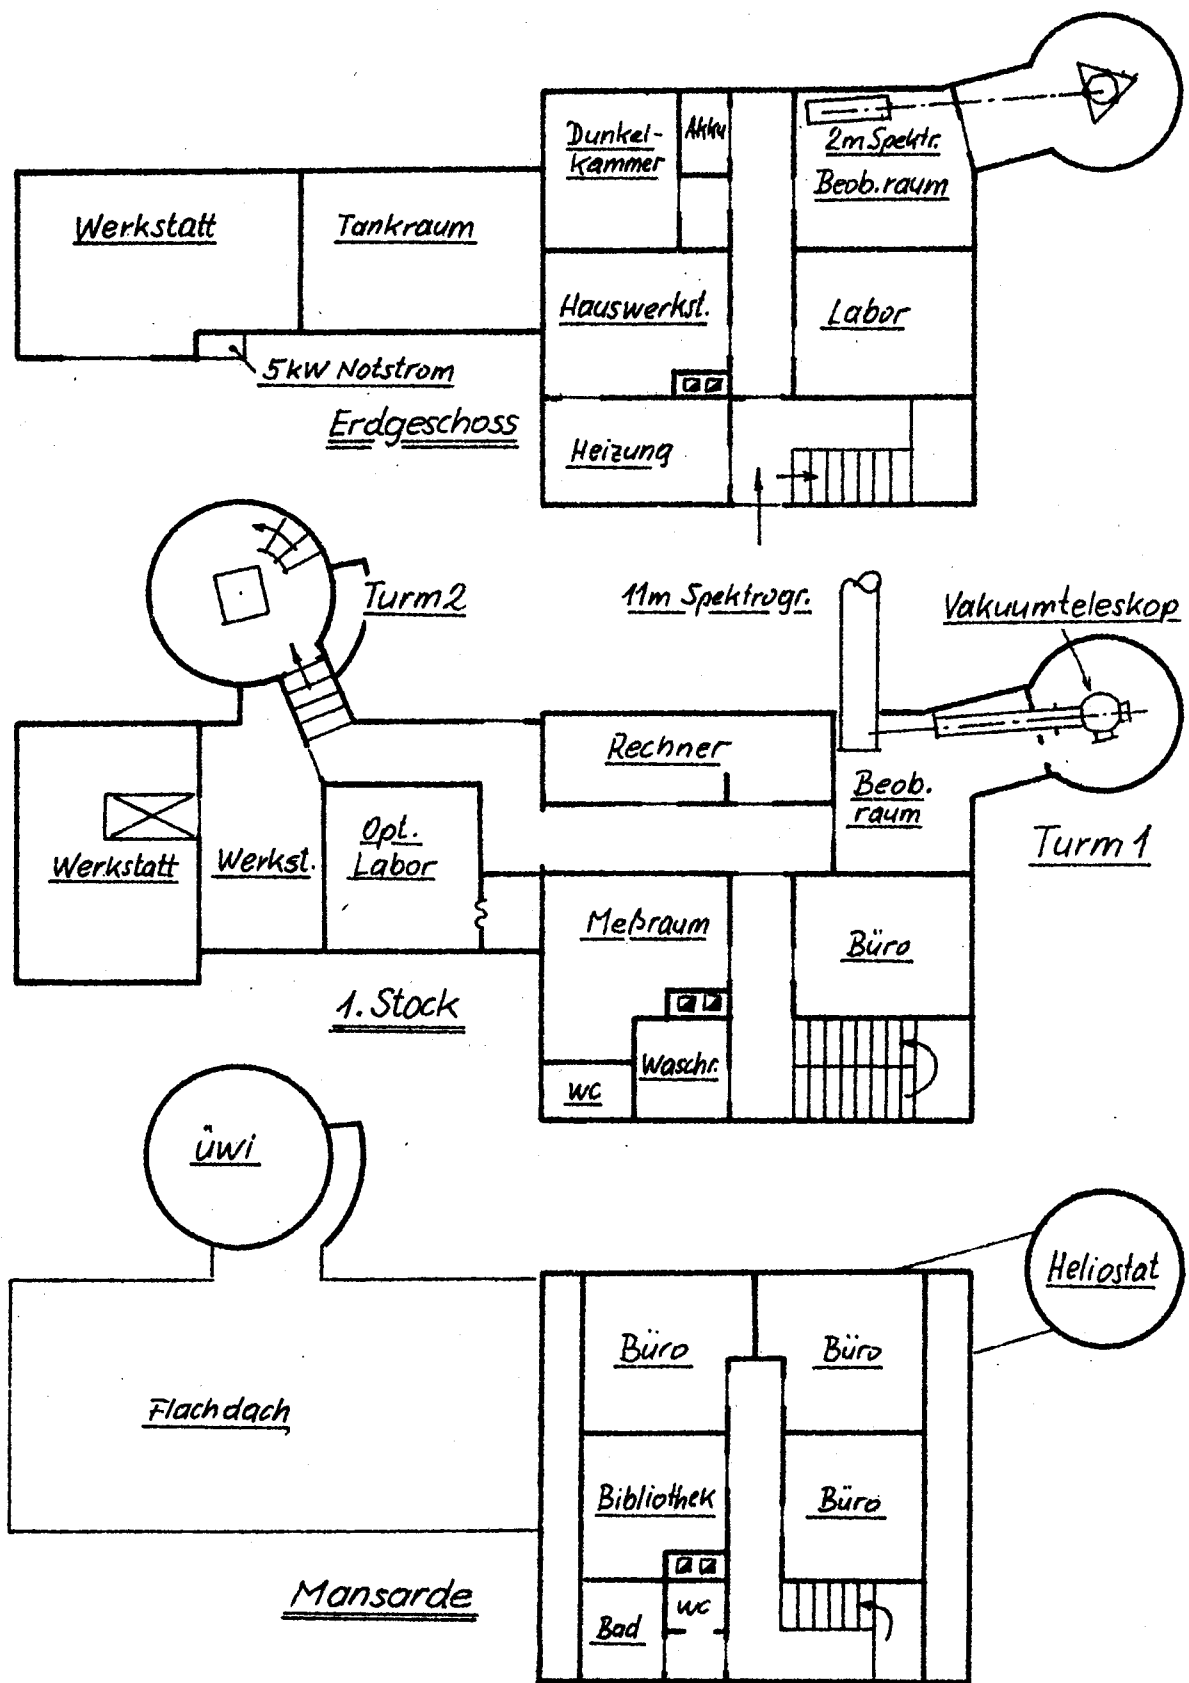 Dunkel-
kammer
Akku
2m Spektr.
Beob.raum
Werkstatt
Tankraum
Hauswerkst.
Labor
5kW Notstrom
Erdgeschoss
Heizung
Turm 2
11m Spektrogr.
Vakuumteleskop
Rechner
Beob.
raum
Turm 1
Opt.
Labor
Werkstatt
Werkst.
Meßraum
Büro
1. Stock
Waschr.
WC
üwi
Heliostat
Büro
Büro
Flachdach
Bibliothek
Büro
Mansarde
WC
Bad